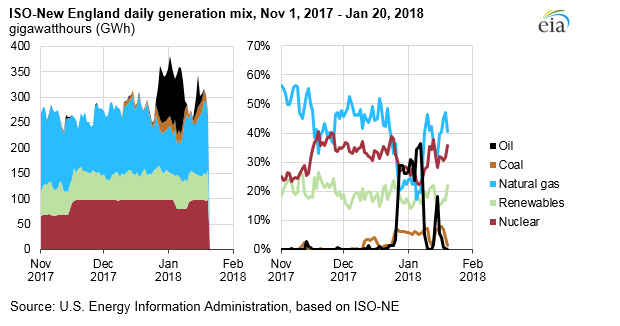 ISO-New England daily generation mix, Nov 1, 2017 - Jan 20, 2018
gigawatthours (GWh)
eia
400
350
300
250
200
150
100
50
0
Nov 2017
Dec 2017
Jan 2018
Feb 2018
70%
60%
50%
40%
30%
20%
10%
0%
Nov 2017
Dec 2017
Jan 2018
Feb 2018
Oil
Coal
Natural gas
Renewables
Nuclear
Source: U.S. Energy Information Administration, based on ISO-NE